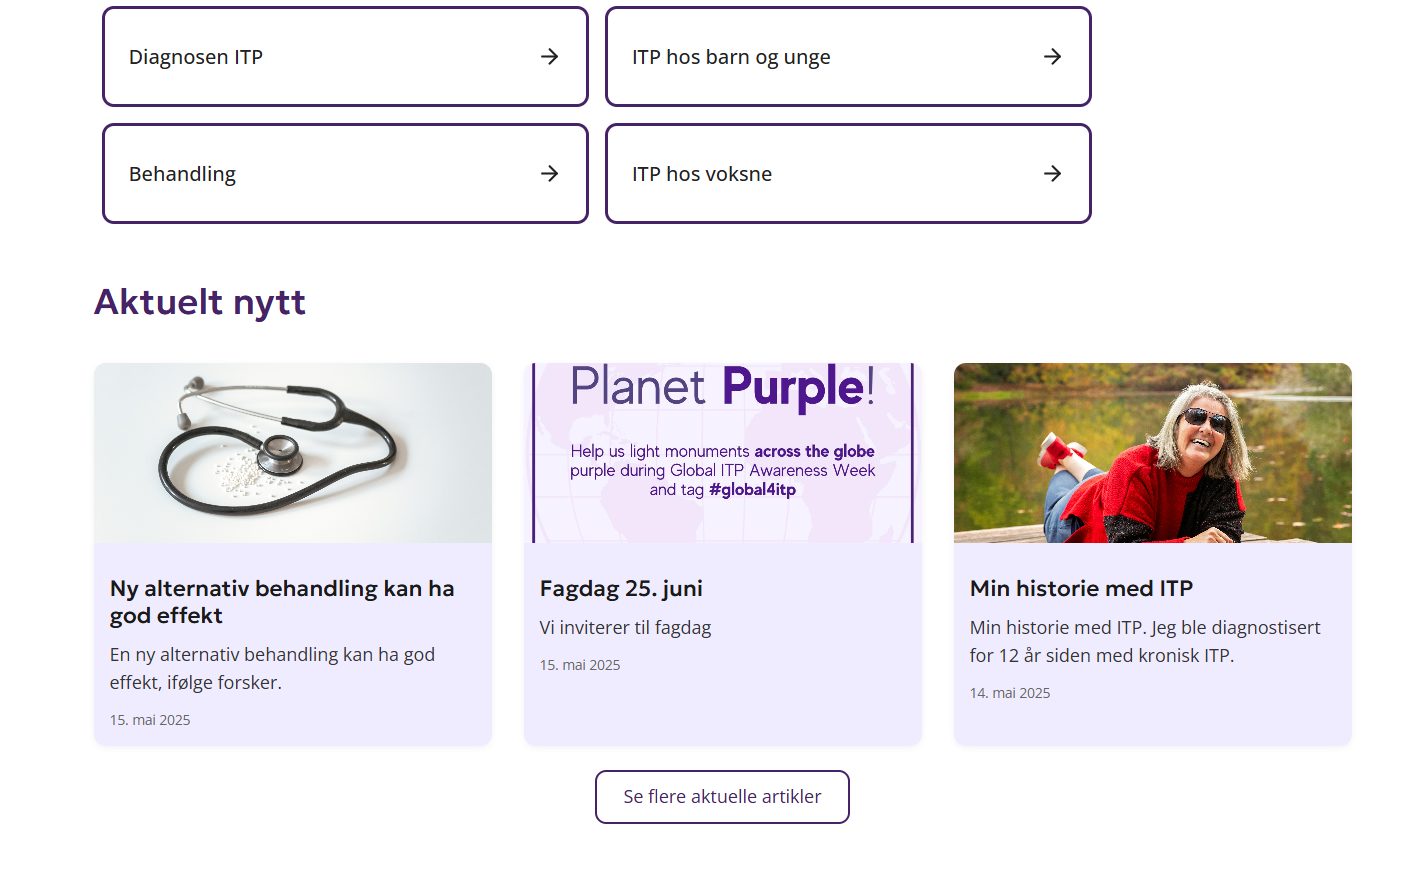 Diagnosen ITP
ITP hos barn og unge
Behandling
ITP hos voksne
Aktuelt nytt
Planet Purple!
Help us light monuments across the globe
purple during Global ITP Awareness Week
and tag #global4itp
Ny alternativ behandling kan ha
god effekt
En ny alternativ behandling kan ha god
effekt, ifølge forsker.
15. mai 2025
Fagdag 25. juni
Vi inviterer til fagdag
15. mai 2025
Min historie med ITP
Min historie med ITP. Jeg ble diagnostisert
for 12 år siden med kronisk ITP.
14. mai 2025
Se flere aktuelle artikler